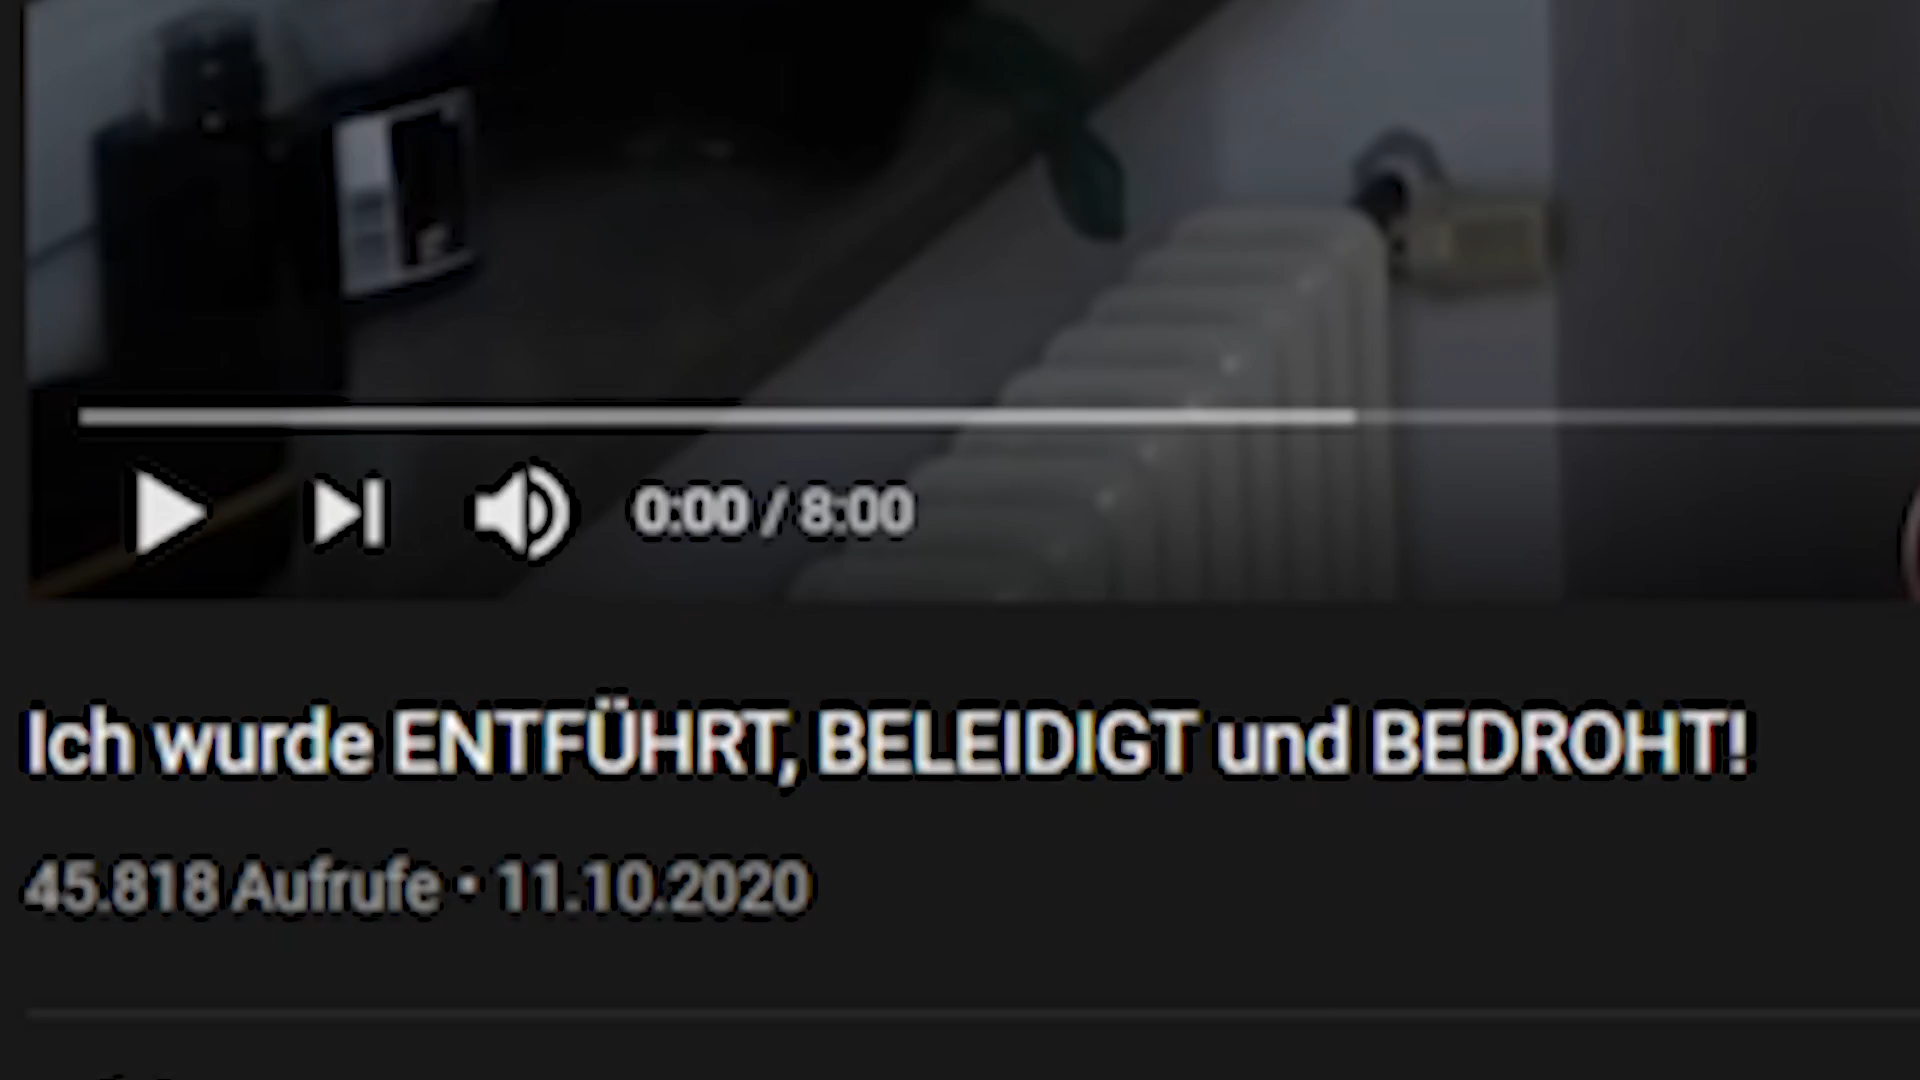 0:00 / 8:00
Ich wurde ENTFÜHRT, BELEIDIGT und BEDROHT!
45.818 Aufrufe • 11.10.2020